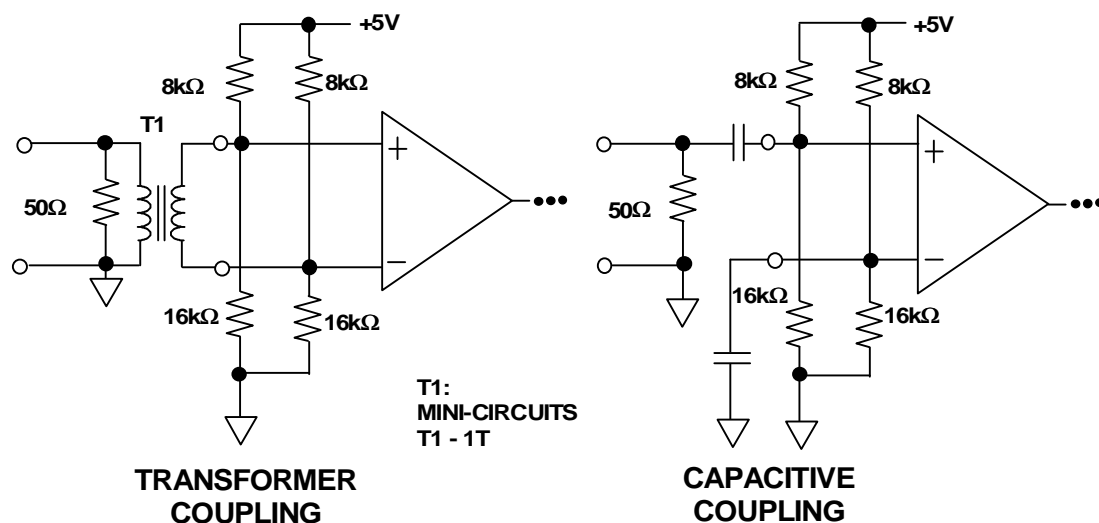 +5V
8kΩ
8kΩ
T1
+
50Ω
−
16kΩ
16kΩ
T1:
MINI-CIRCUITS
T1 - 1T
TRANSFORMER
COUPLING
+5V
8kΩ
8kΩ
+
50Ω
−
16kΩ
16kΩ
CAPACITIVE
COUPLING